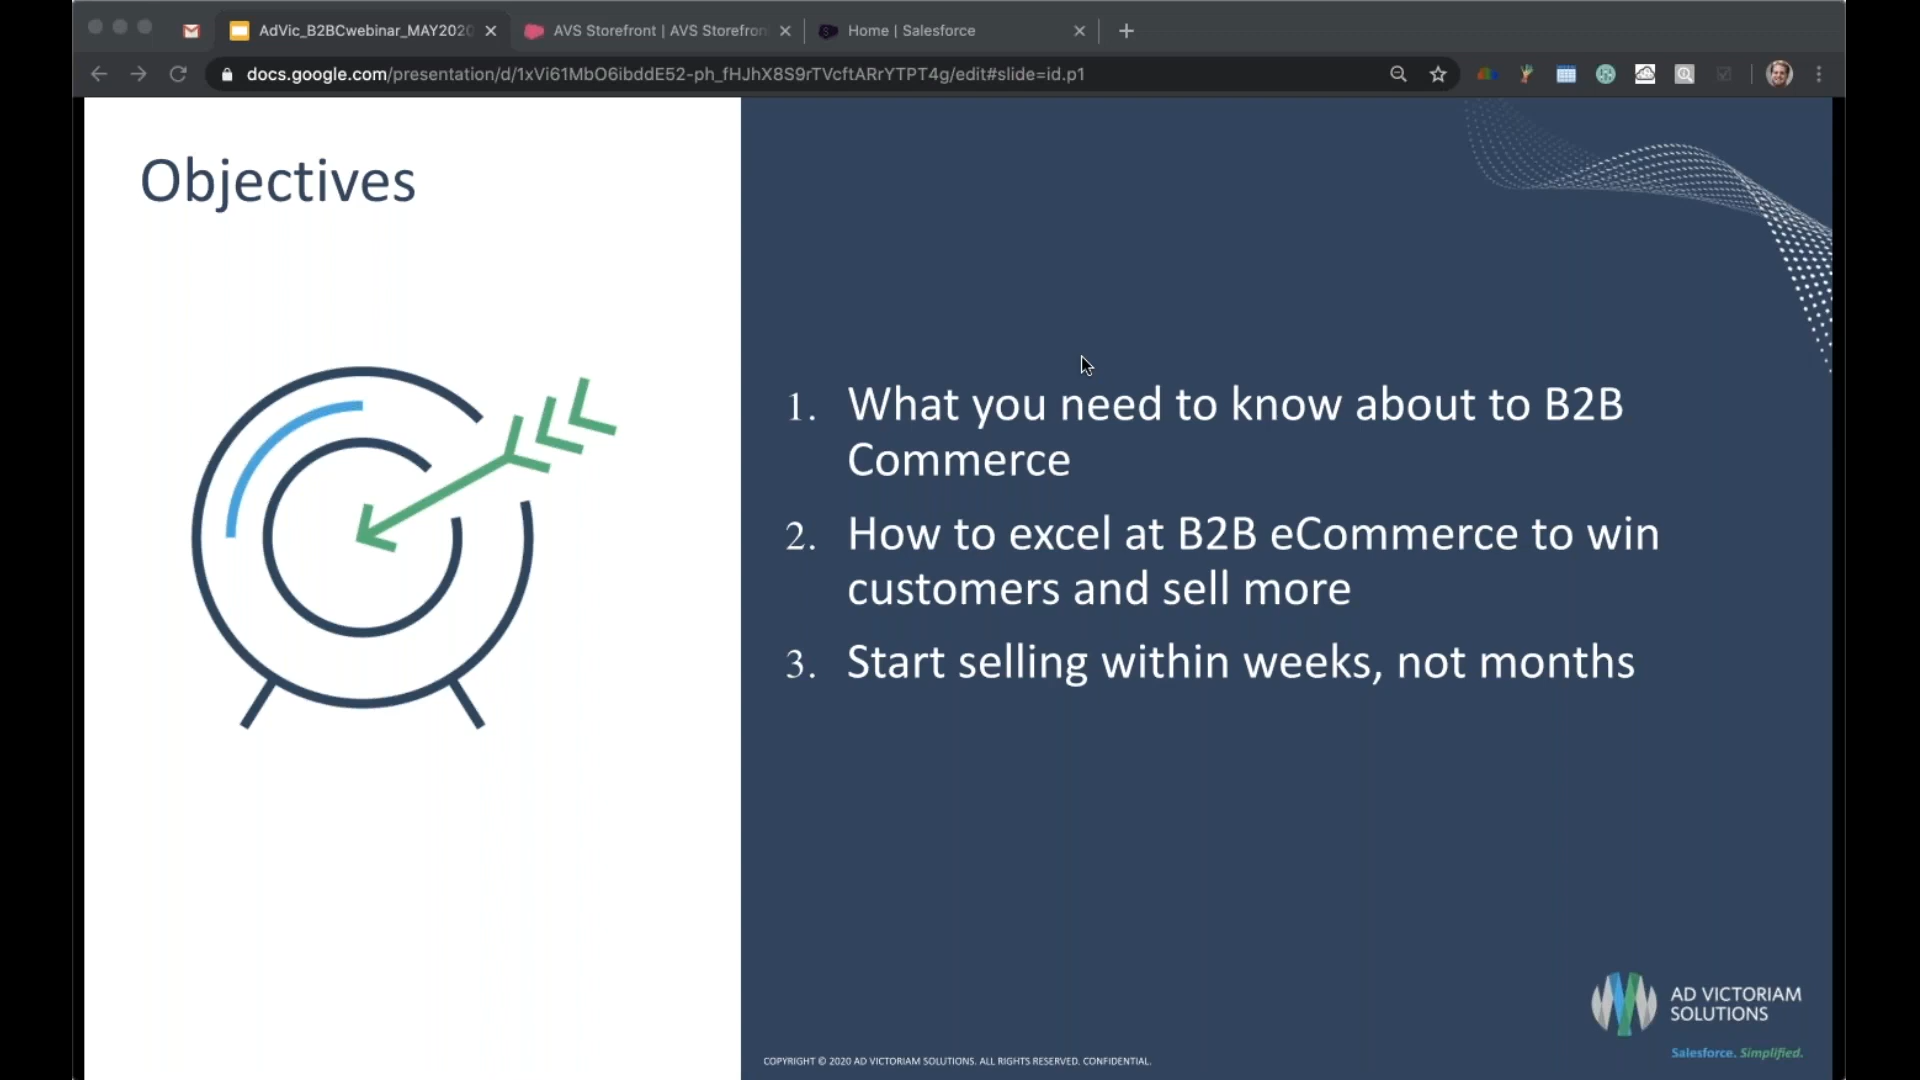 AdVic_B2BCwebinar_MAY2020
AVS Storefront | AVS Storefron
Home | Salesforce
docs.google.com/presentation/d/1xVi61MbO6ibddE52-ph_fHJhX8S9rTVcftARrYTPT4g/edit#slide=id.p1
Objectives
1. What you need to know about to B2B
Commerce
2. How to excel at B2B eCommerce to win
customers and sell more
3. Start selling within weeks, not months
AD VICTORIAM
SOLUTIONS
Salesforce. Simplified.
COPYRIGHT © 2020 AD VICTORIAM SOLUTIONS. ALL RIGHTS RESERVED. CONFIDENTIAL.